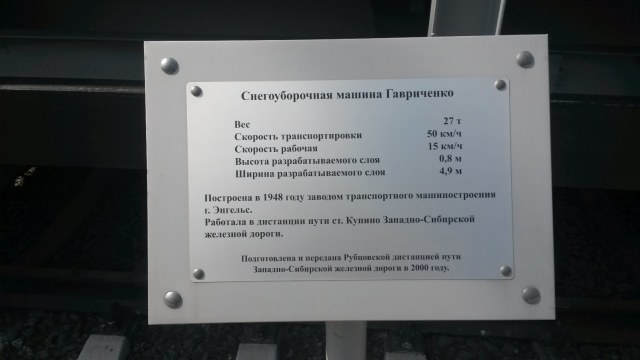 Снегоуборочная машина Гавриченко
Вес 27 т
Скорость транспортировки 50 км/ч
Скорость рабочая 15 км/ч
Высота разрабатываемого слоя 0,8 м
Ширина разрабатываемого слоя 4,9 м
Построена в 1948 году заводом транспортного машиностроения
г. Энгельс.
Работала в дистанции пути ст. Купино Западно-Сибирской
железной дороги.
Подготовлена и передана Рубцовской дистанцией пути
Западно-Сибирской железной дороги в 2000 году.